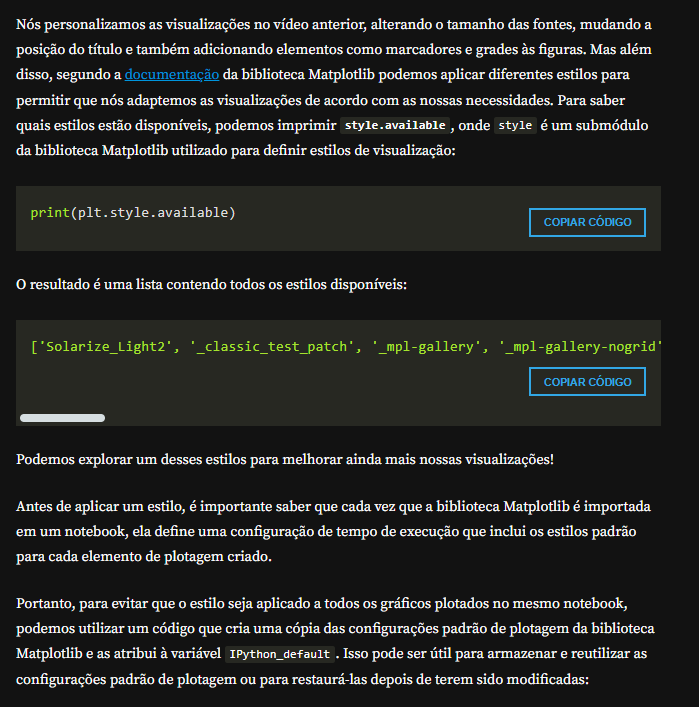 Nós personalizamos as visualizações no vídeo anterior, alterando o tamanho das fontes, mudando a
posição do título e também adicionando elementos como marcadores e grades às figuras. Mas além
disso, segundo a documentação da biblioteca Matplotlib podemos aplicar diferentes estilos para
permitir que nós adaptemos as visualizações de acordo com as nossas necessidades. Para saber
quais estilos estão disponíveis, podemos imprimir style.available, onde style é um submódulo
da biblioteca Matplotlib utilizado para definir estilos de visualização:
print(plt.style.available)
COPIAR CÓDIGO
O resultado é uma lista contendo todos os estilos disponíveis:
['Solarize_Light2', '_classic_test_patch', '_mpl-gallery', '_mpl-gallery-nogrid'
COPIAR CÓDIGO
Podemos explorar um desses estilos para melhorar ainda mais nossas visualizações!
Antes de aplicar um estilo, é importante saber que cada vez que a biblioteca Matplotlib é importada
em um notebook, ela define uma configuração de tempo de execução que inclui os estilos padrão
para cada elemento de plotagem criado.
Portanto, para evitar que o estilo seja aplicado a todos os gráficos plotados no mesmo notebook,
podemos utilizar um código que cria uma cópia das configurações padrão de plotagem da biblioteca
Matplotlib e as atribui à variável IPython_default. Isso pode ser útil para armazenar e reutilizar as
configurações padrão de plotagem ou para restaurá-las depois de terem sido modificadas: